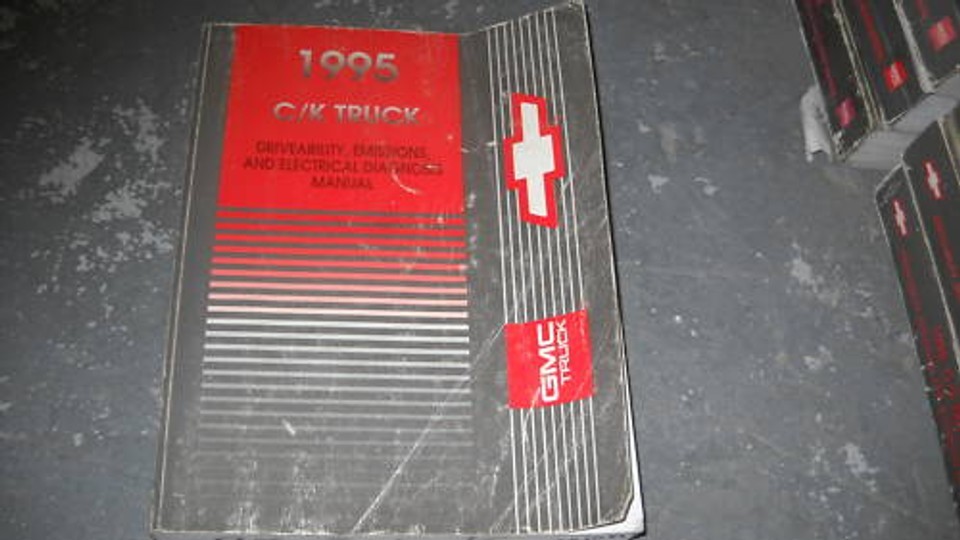 1995
C/K TRUCK
DRIVEABILITY, EMISSIONS,
AND ELECTRICAL DIAGNOSIS
MANUAL
GMC
TRUCK